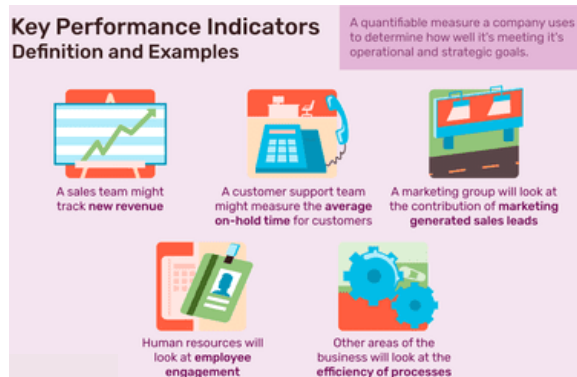 Key Performance Indicators
Definition and Examples
A quantifiable measure a company uses
to determine how well it's meeting it's
operational and strategic goals.
A sales team might
track new revenue
A customer support team
might measure the average
on-hold time for customers
A marketing group will look at
the contribution of marketing
generated sales leads
Human resources will
look at employee
engagement
Other areas of the
business will look at the
efficiency of processes